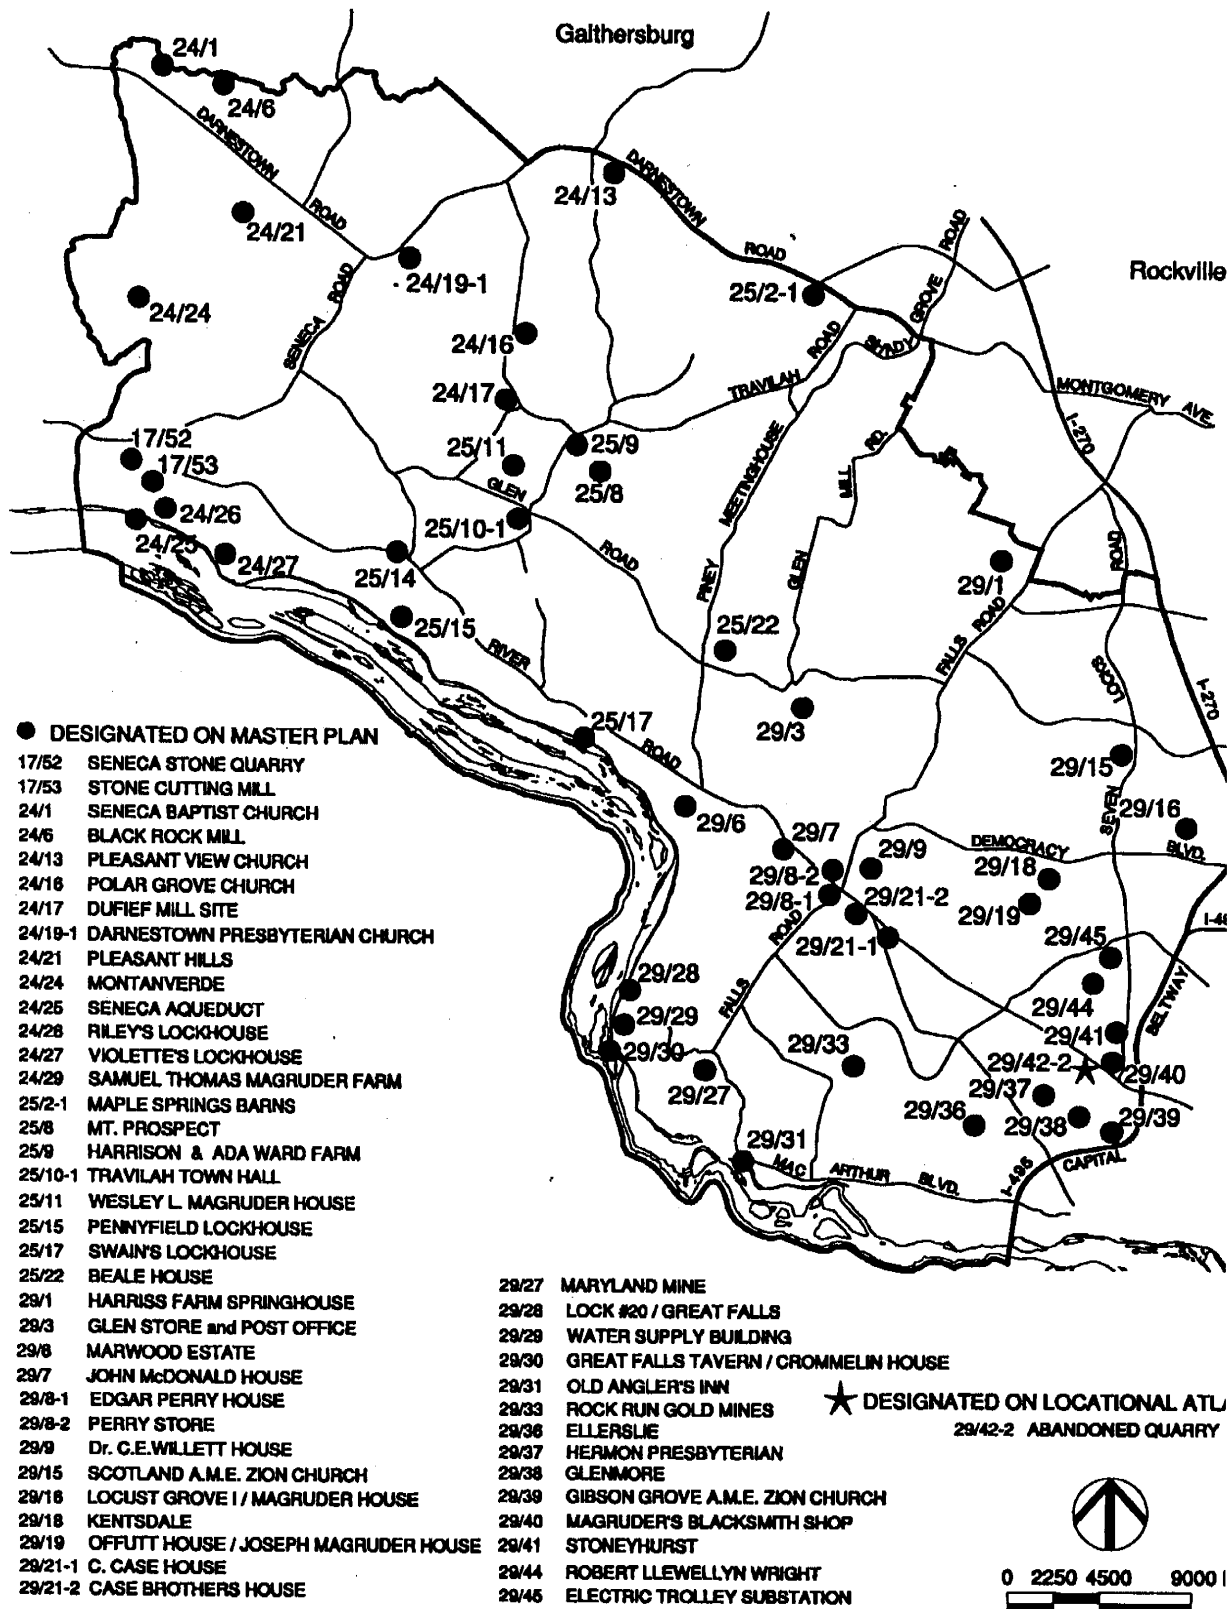 Gaithersburg
24/1
24/6
DARNESTOWN
ROAD
24/13
DARNESTOWN
ROAD
24/21
24/19-1
25/2-1
GROVE ROAD
Rockville
24/24
SENECA ROAD
24/16
ROAD
SHADY
TRAVILAH
24/17
MONTGOMERY AVE.
I-270
17/52
25/11
25/9
17/53
GLEN
25/8
MEETINGHOUSE
MILL RD.
24/26
25/10-1
24/25
24/27
25/14
ROAD
PINEY
GLEN
ROAD
29/1
25/15
25/22
FALLS ROAD
RIVER
LOCKS
I-270
25/17
29/3
ROAD
29/15
29/6
29/16
SEVEN
29/7
29/9
DEMOCRACY
BLVD.
29/8-2
29/18
29/8-1
29/21-2
29/19
ROAD
29/21-1
29/45
I-49
29/28
29/44
BELTWAY
FALLS
29/29
29/41
29/30
29/33
29/42-2
29/40
29/27
29/37
29/36
29/38
29/39
29/31
MAC ARTHUR BLVD.
I-495
CAPITAL
DESIGNATED ON MASTER PLAN
17/52 SENECA STONE QUARRY
17/53 STONE CUTTING MILL
24/1 SENECA BAPTIST CHURCH
24/6 BLACK ROCK MILL
24/13 PLEASANT VIEW CHURCH
24/16 POLAR GROVE CHURCH
24/17 DUFIEF MILL SITE
24/19-1 DARNESTOWN PRESBYTERIAN CHURCH
24/21 PLEASANT HILLS
24/24 MONTANVERDE
24/25 SENECA AQUEDUCT
24/26 RILEY'S LOCKHOUSE
24/27 VIOLETTE'S LOCKHOUSE
24/29 SAMUEL THOMAS MAGRUDER FARM
25/2-1 MAPLE SPRINGS BARNS
25/8 MT. PROSPECT
25/9 HARRISON & ADA WARD FARM
25/10-1 TRAVILAH TOWN HALL
25/11 WESLEY L. MAGRUDER HOUSE
25/15 PENNYFIELD LOCKHOUSE
25/17 SWAIN'S LOCKHOUSE
25/22 BEALE HOUSE
29/1 HARRISS FARM SPRINGHOUSE
29/3 GLEN STORE and POST OFFICE
29/6 MARWOOD ESTATE
29/7 JOHN McDONALD HOUSE
29/8-1 EDGAR PERRY HOUSE
29/8-2 PERRY STORE
29/9 Dr. C.E.WILLETT HOUSE
29/15 SCOTLAND A.M.E. ZION CHURCH
29/16 LOCUST GROVE I / MAGRUDER HOUSE
29/18 KENTSDALE
29/19 OFFUTT HOUSE / JOSEPH MAGRUDER HOUSE
29/21-1 C. CASE HOUSE
29/21-2 CASE BROTHERS HOUSE
29/27 MARYLAND MINE
29/28 LOCK #20 / GREAT FALLS
29/29 WATER SUPPLY BUILDING
29/30 GREAT FALLS TAVERN / CROMMELIN HOUSE
29/31 OLD ANGLER'S INN
29/33 ROCK RUN GOLD MINES
29/36 ELLERSLIE
29/37 HERMON PRESBYTERIAN
29/38 GLENMORE
29/39 GIBSON GROVE A.M.E. ZION CHURCH
29/40 MAGRUDER'S BLACKSMITH SHOP
29/41 STONEYHURST
29/44 ROBERT LLEWELLYN WRIGHT
29/45 ELECTRIC TROLLEY SUBSTATION
DESIGNATED ON LOCATIONAL ATL
29/42-2 ABANDONED QUARRY
0 2250 4500 9000